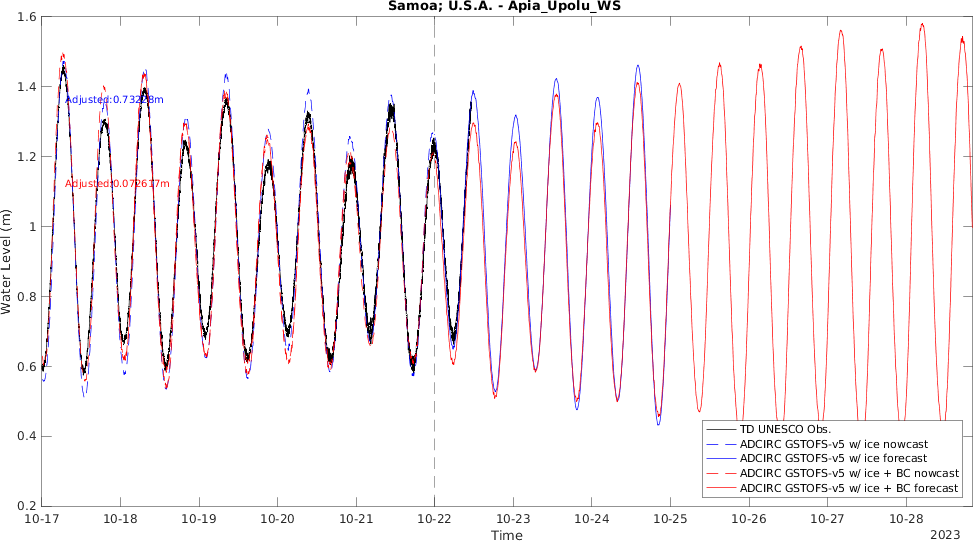 Samoa; U.S.A. - Apia_Upolu_WS
1.6
1.4
1.2
1
0.8
0.6
0.4
0.2
Water Level (m)
Adjusted:0.73228m
Adjusted:0.072617m
TD UNESCO Obs.
ADCIRC GSTOFS-v5 w/ ice nowcast
ADCIRC GSTOFS-v5 w/ ice forecast
ADCIRC GSTOFS-v5 w/ ice + BC nowcast
ADCIRC GSTOFS-v5 w/ ice + BC forecast
10-17 10-18 10-19 10-20 10-21 10-22 10-23 10-24 10-25 10-26 10-27 10-28
Time
2023